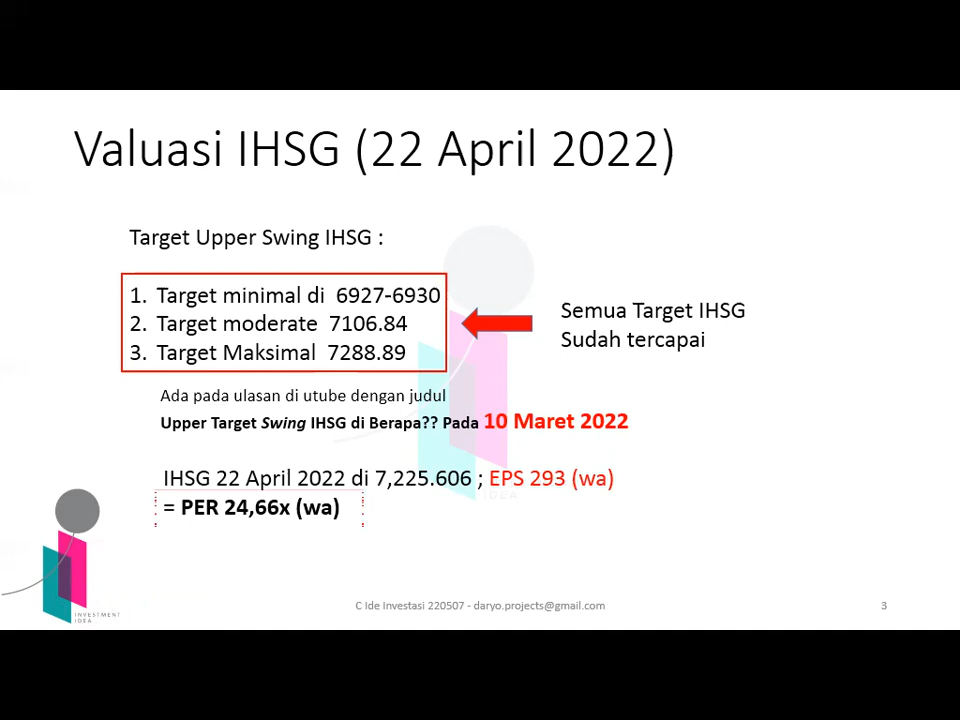 Valuasi IHSG (22 April 2022)
Target Upper Swing IHSG :
1. Target minimal di 6927-6930
2. Target moderate 7106.84
3. Target Maksimal 7288.89
Semua Target IHSG
Sudah tercapai
Ada pada ulasan di utube dengan judul
Upper Target Swing IHSG di Berapa?? Pada 10 Maret 2022
IHSG 22 April 2022 di 7,225.606 ; EPS 293 (wa)
= PER 24,66x (wa)
IDEA
INVESTMENT
IDEA
C Ide Investasi 220507 - daryo.projects@gmail.com
3